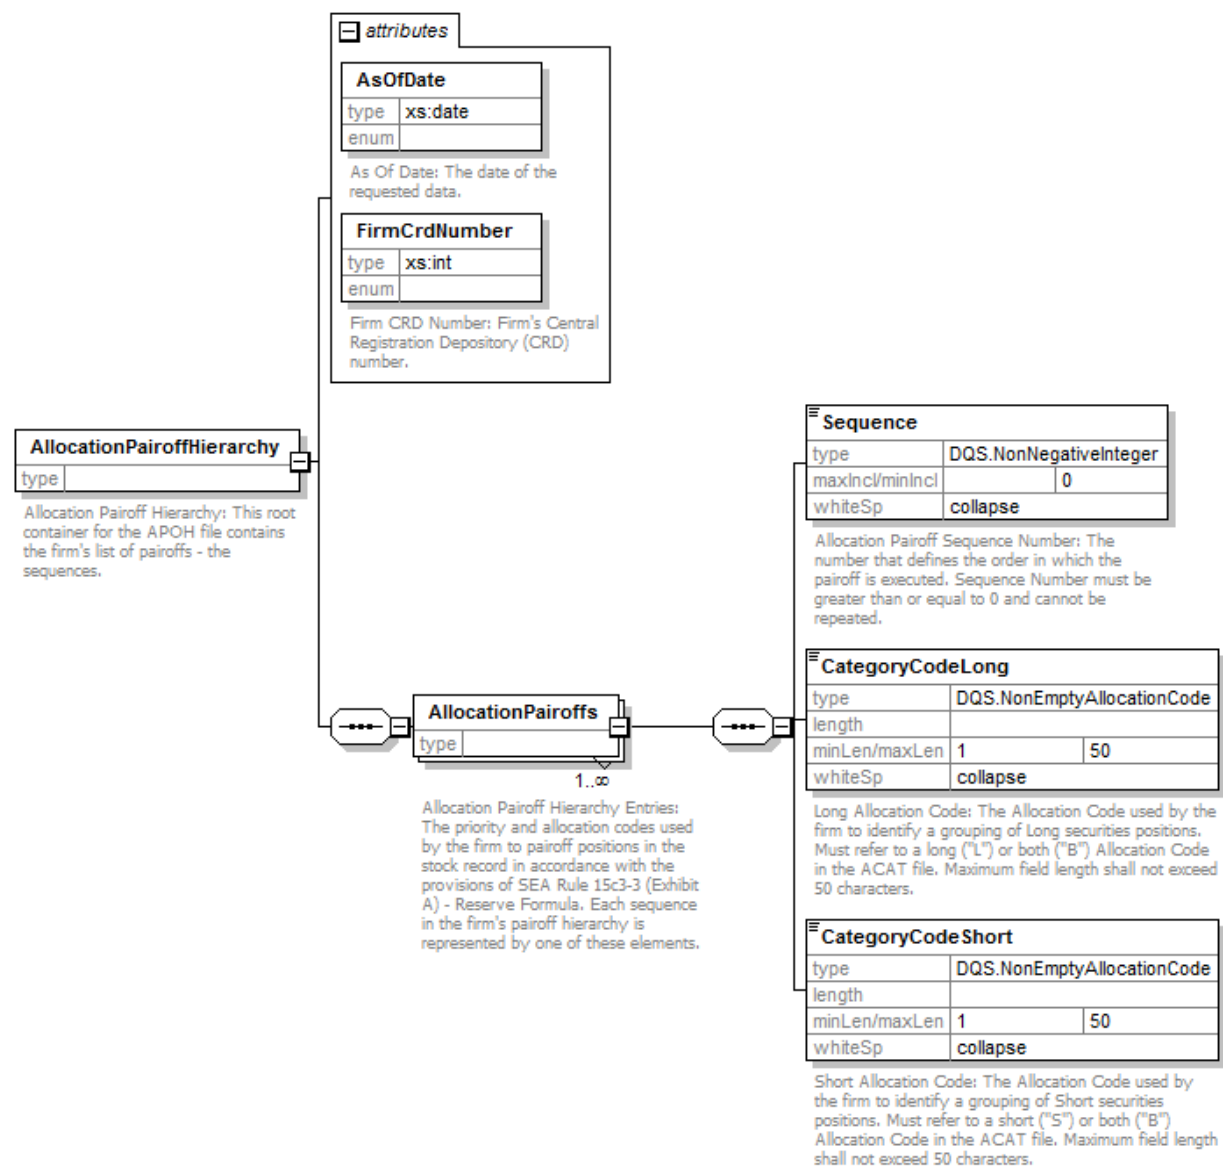 attributes
AsOfDate
type xs:date
enum
As Of Date: The date of the
requested data.
FirmCrdNumber
type xs:int
enum
Firm CRD Number: Firm's Central
Registration Depository (CRD)
number.
AllocationPairoffHierarchy
type
Allocation Pairoff Hierarchy: This root
container for the APOH file contains
the firm's list of pairoffs - the
sequences.
AllocationPairoffs
type
1..∞
Allocation Pairoff Hierarchy Entries:
The priority and allocation codes used
by the firm to pairoff positions in the
stock record in accordance with the
provisions of SEA Rule 15c3-3 (Exhibit
A) - Reserve Formula. Each sequence
in the firm's pairoff hierarchy is
represented by one of these elements.
Sequence
type DQS.NonNegativeInteger
maxIncl/minIncl 0
whiteSp collapse
Allocation Pairoff Sequence Number: The
number that defines the order in which the
pairoff is executed. Sequence Number must be
greater than or equal to 0 and cannot be
repeated.
CategoryCodeLong
type DQS.NonEmptyAllocationCode
length
minLen/maxLen 1 50
whiteSp collapse
Long Allocation Code: The Allocation Code used by the
firm to identify a grouping of Long securities positions.
Must refer to a long ("L") or both ("B") Allocation Code
in the ACAT file. Maximum field length shall not exceed
50 characters.
CategoryCodeShort
type DQS.NonEmptyAllocationCode
length
minLen/maxLen 1 50
whiteSp collapse
Short Allocation Code: The Allocation Code used by
the firm to identify a grouping of Short securities
positions. Must refer to a short ("S") or both ("B")
Allocation Code in the ACAT file. Maximum field length
shall not exceed 50 characters.